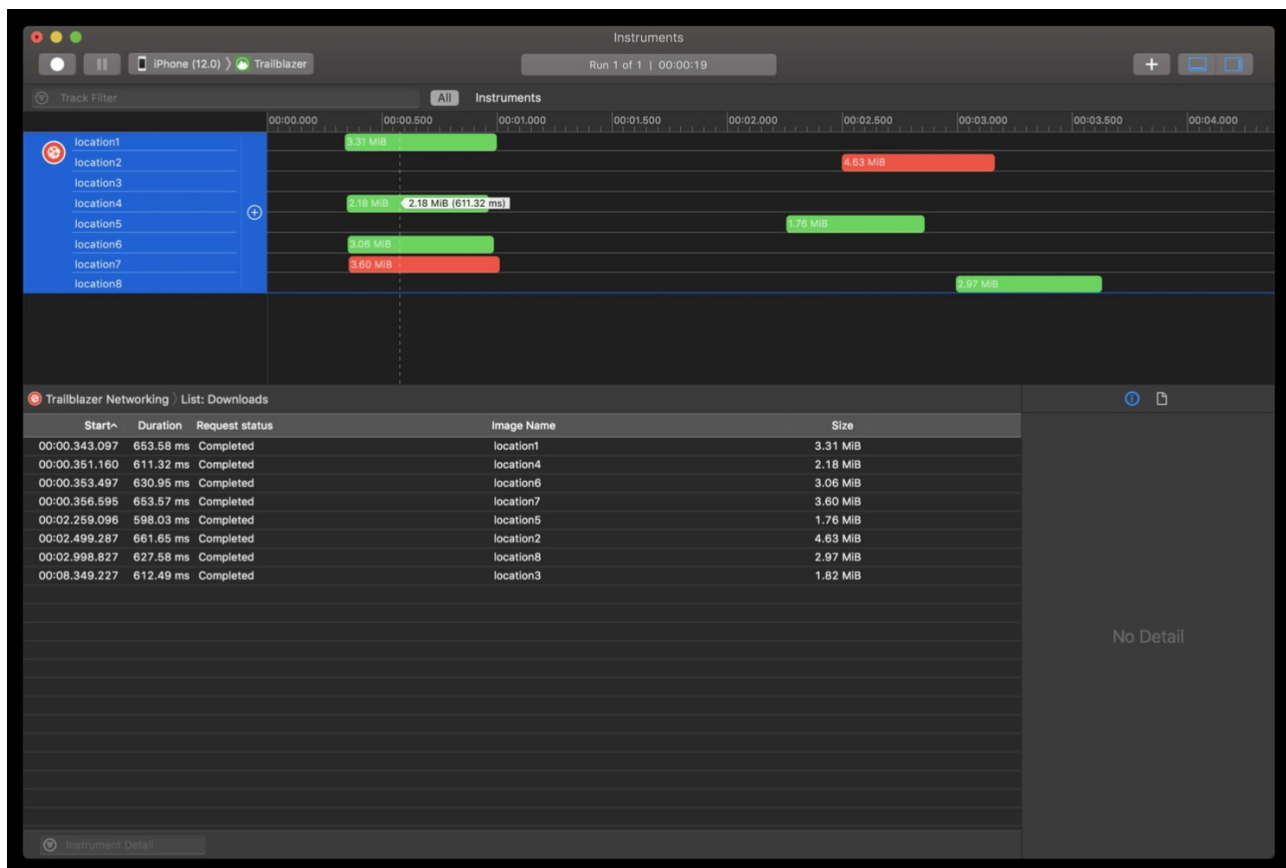 Instruments
iPhone (12.0) 〉 Trailblazer
Run 1 of 1 | 00:00:19
+
Track Filter
All Instruments
00:00.000 00:00.500 00:01.000 00:01.500 00:02.000 00:02.500 00:03.000 00:03.500 00:04.000
location1 3.31 MiB
location2 4.63 MiB
location3
location4 2.18 MiB 2.18 MiB (611.32 ms)
location5 1.76 MiB
location6 3.06 MiB
location7 3.60 MiB
location8 2.97 MiB
Trailblazer Networking 〉 List: Downloads
Start Duration Request status Image Name Size
00:00.343.097 653.58 ms Completed location1 3.31 MiB
00:00.351.160 611.32 ms Completed location4 2.18 MiB
00:00.353.497 630.95 ms Completed location6 3.06 MiB
00:00.356.595 653.57 ms Completed location7 3.60 MiB
00:02.259.096 598.03 ms Completed location5 1.76 MiB
00:02.499.287 661.65 ms Completed location2 4.63 MiB
00:02.998.827 627.58 ms Completed location8 2.97 MiB
00:08.349.227 612.49 ms Completed location3 1.82 MiB
No Detail
Instrument Detail